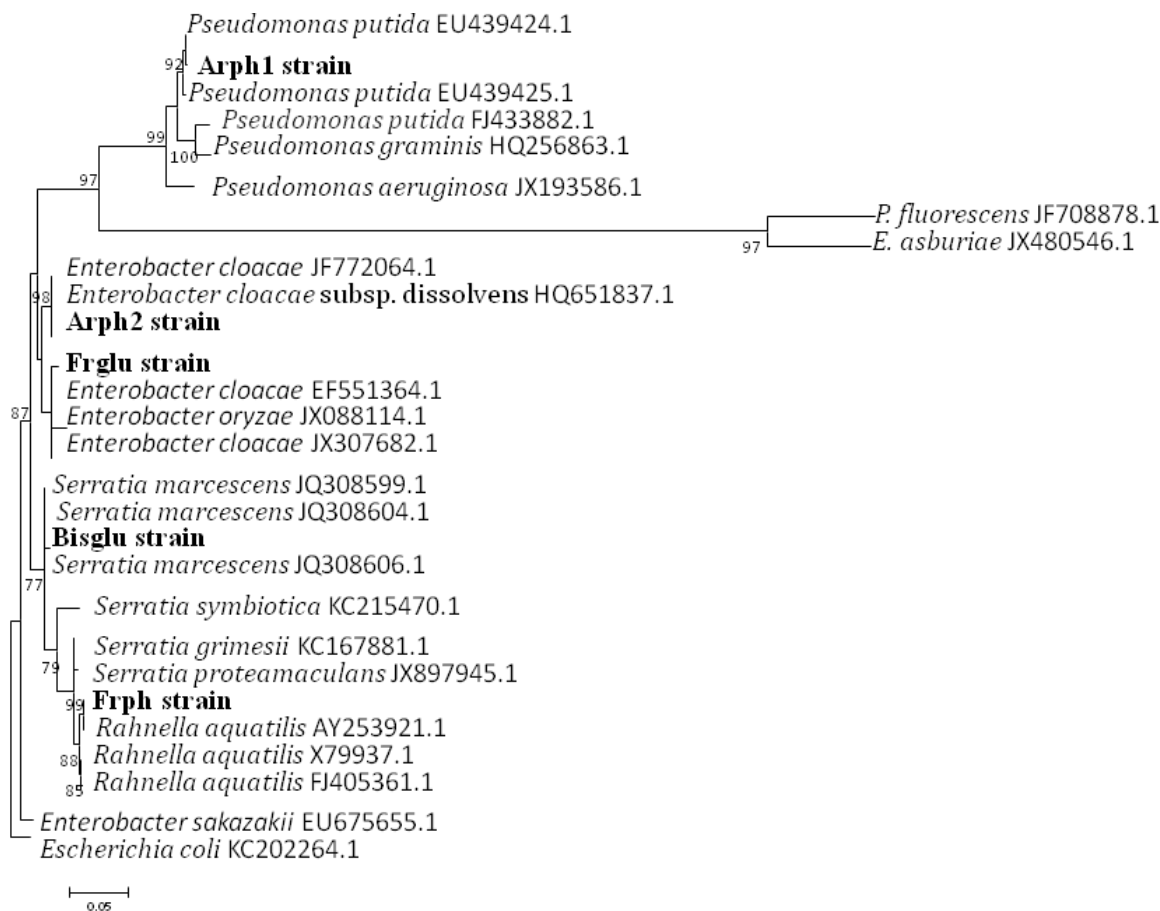 Pseudomonas putida EU439424.1
92
Arph1 strain
Pseudomonas putida EU439425.1
Pseudomonas putida FJ433882.1
99
100
Pseudomonas graminis HQ256863.1
97
Pseudomonas aeruginosa JX193586.1
P. fluorescens JF708878.1
97
E. asburiae JX480546.1
Enterobacter cloacae JF772064.1
98
Enterobacter cloacae subsp. dissolvens HQ651837.1
Arph2 strain
Frglu strain
Enterobacter cloacae EF551364.1
87
Enterobacter oryzae JX088114.1
Enterobacter cloacae JX307682.1
Serratia marcescens JQ308599.1
Serratia marcescens JQ308604.1
Bisglu strain
Serratia marcescens JQ308606.1
77
Serratia symbiotica KC215470.1
Serratia grimesii KC167881.1
79
Serratia proteamaculans JX897945.1
99
Frph strain
Rahnella aquatilis AY253921.1
88
Rahnella aquatilis X79937.1
85
Rahnella aquatilis FJ405361.1
Enterobacter sakazakii EU675655.1
Escherichia coli KC202264.1
0.05